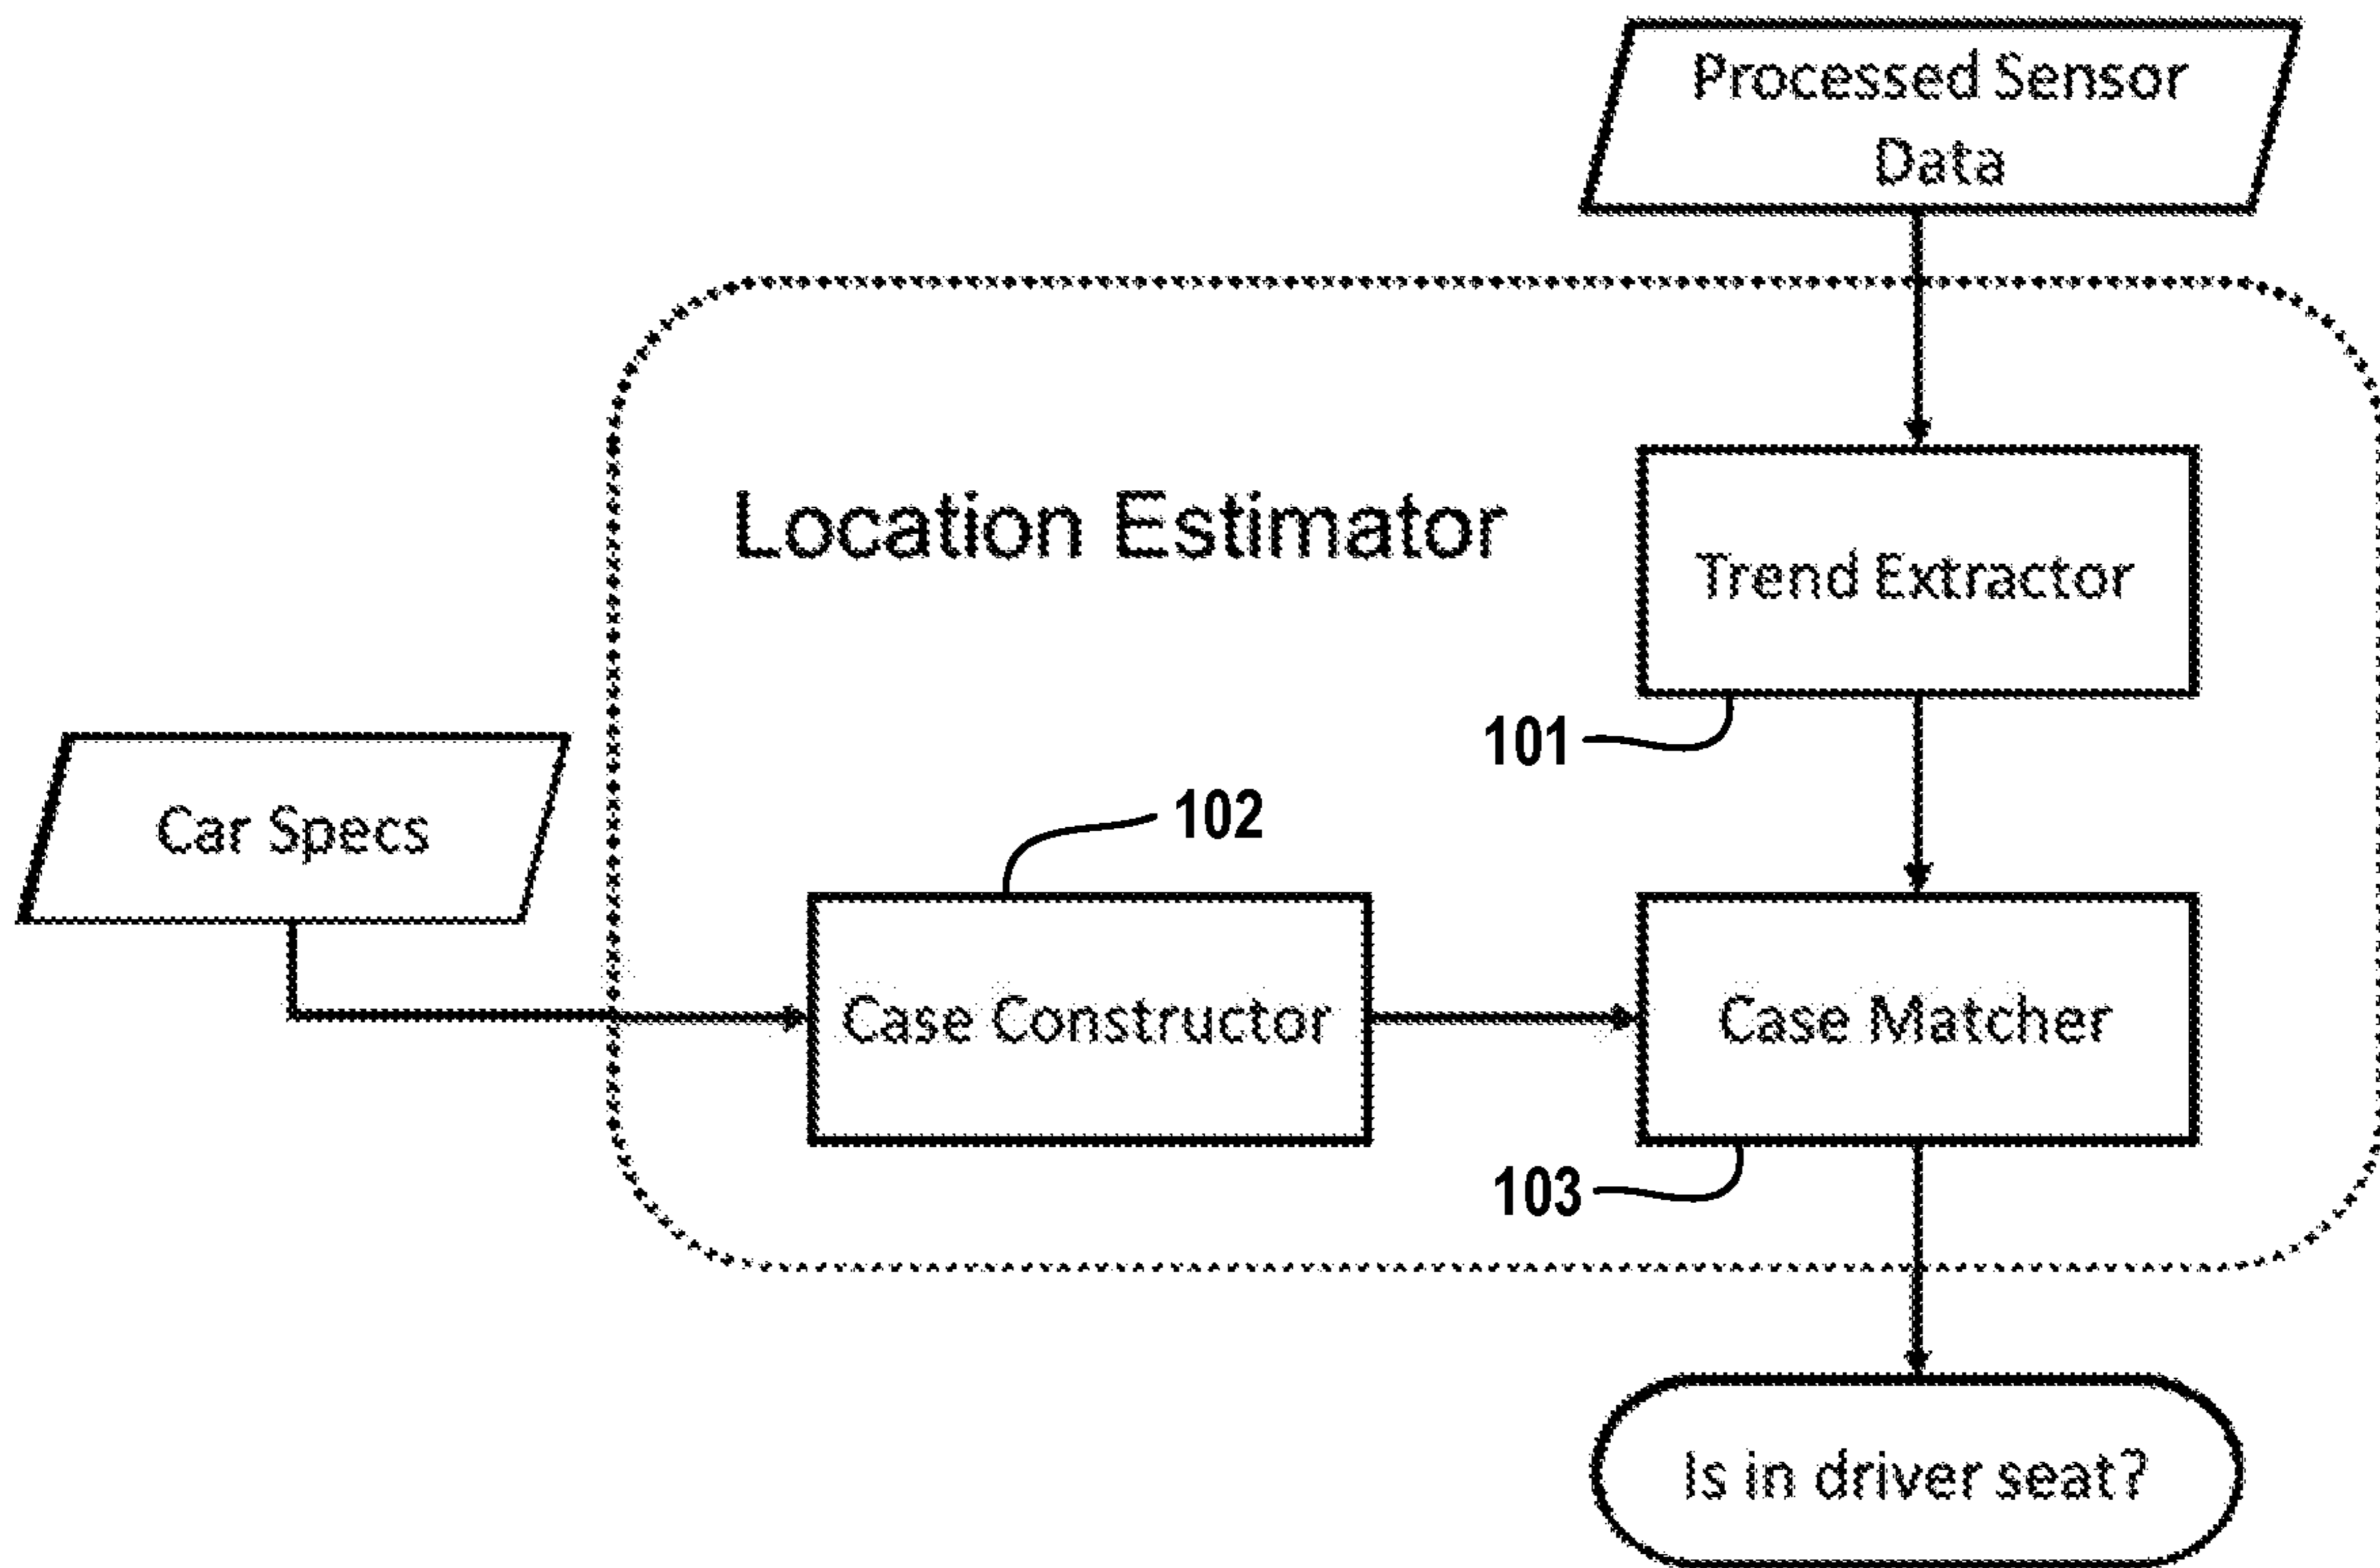 Processed Sensor
Data
Location Estimator
Trend Extractor
101
Car Specs
102
Case Constructor
Case Matcher
103
Is in driver seat?